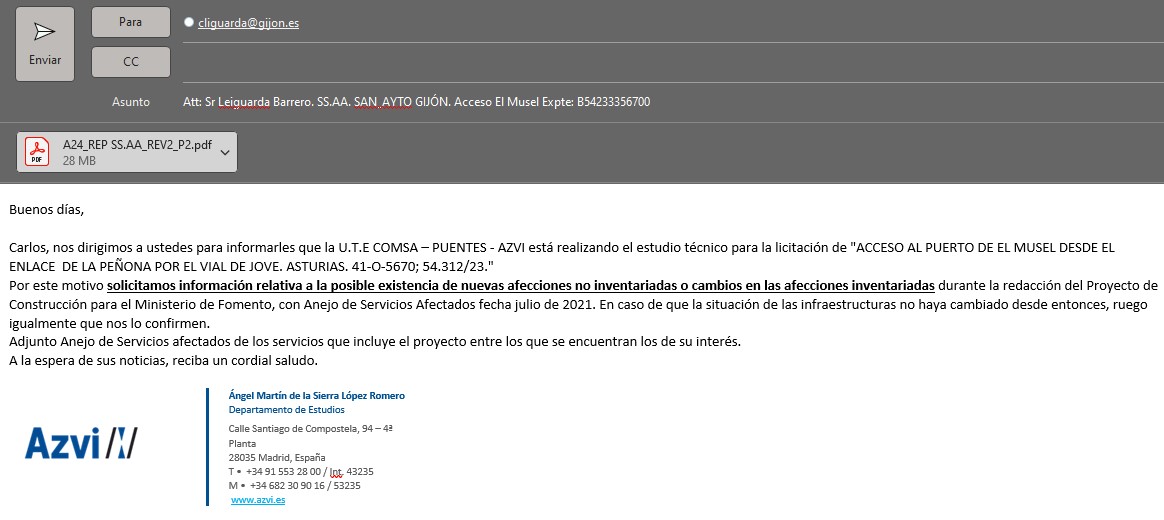 Enviar
Para
cliguarda@gijon.es
CC
Asunto
Att: Sr Leiguarda Barrero. SS.AA. SAN_AYTO GIJÓN. Acceso El Musel Expte: B54233356700
A24_REP SS.AA_REV2_P2.pdf
PDF
28 MB
Buenos días,
Carlos, nos dirigimos a ustedes para informarles que la U.T.E COMSA – PUENTES - AZVI está realizando el estudio técnico para la licitación de "ACCESO AL PUERTO DE EL MUSEL DESDE EL
ENLACE  DE LA PEÑONA POR EL VIAL DE JOVE. ASTURIAS. 41-O-5670; 54.312/23."
Por este motivo solicitamos información relativa a la posible existencia de nuevas afecciones no inventariadas o cambios en las afecciones inventariadas durante la redacción del Proyecto de
Construcción para el Ministerio de Fomento, con Anejo de Servicios Afectados fecha julio de 2021. En caso de que la situación de las infraestructuras no haya cambiado desde entonces, ruego
igualmente que nos lo confirmen.
Adjunto Anejo de Servicios afectados de los servicios que incluye el proyecto entre los que se encuentran los de su interés.
A la espera de sus noticias, reciba un cordial saludo.
Azvi
Ángel Martín de la Sierra López Romero
Departamento de Estudios
Calle Santiago de Compostela, 94 – 4ª
Planta
28035 Madrid, España
T • +34 91 553 28 00 / Int. 43235
M • +34 682 30 90 16 / 53235
www.azvi.es